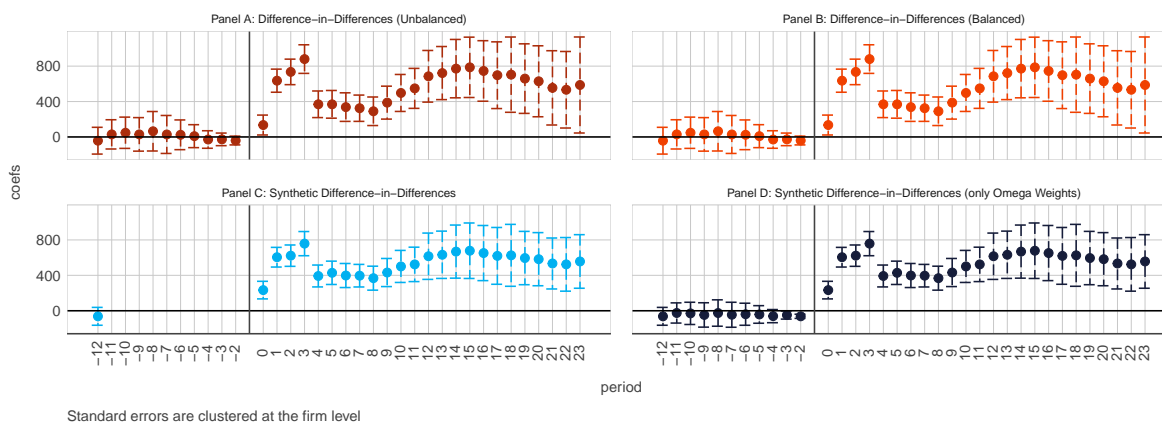 Panel A: Difference−in−Differences (Unbalanced)
Panel B: Difference−in−Differences (Balanced)
800
400
0
Panel C: Synthetic Difference−in−Differences
Panel D: Synthetic Difference−in−Differences (only Omega Weights)
800
400
0
coefs
−12 −11 −10 −9 −8 −7 −6 −5 −4 −3 −2 0 1 2 3 4 5 6 7 8 9 10 11 12 13 14 15 16 17 18 19 20 21 22 23
−12 −11 −10 −9 −8 −7 −6 −5 −4 −3 −2 0 1 2 3 4 5 6 7 8 9 10 11 12 13 14 15 16 17 18 19 20 21 22 23
period
Standard errors are clustered at the firm level